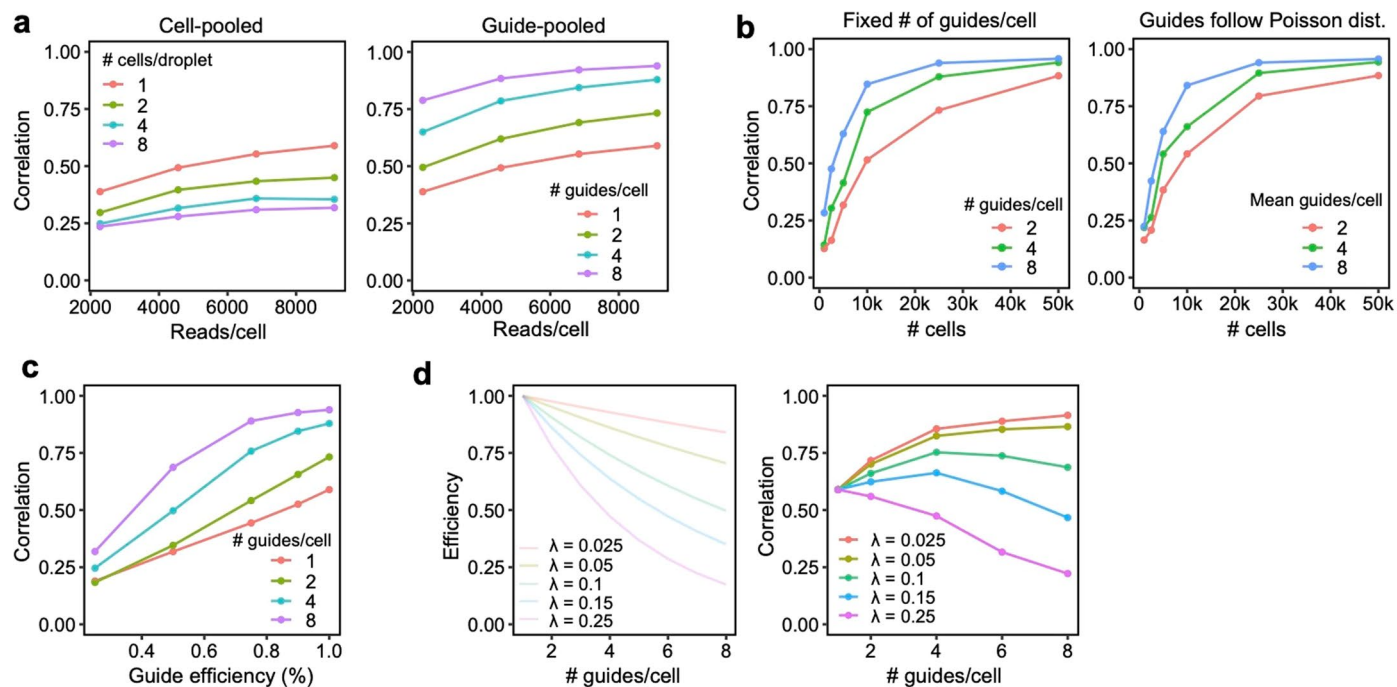 a
Cell-pooled
Guide-pooled
1.00
0.75
0.50
0.25
0.00
Correlation
# cells/droplet
1
2
4
8
2000
4000
6000
8000
Reads/cell
1.00
0.75
0.50
0.25
0.00
# guides/cell
1
2
4
8
2000
4000
6000
8000
Reads/cell
b
Fixed # of guides/cell
Guides follow Poisson dist.
1.00
0.75
0.50
0.25
0.00
Correlation
# guides/cell
2
4
8
0
10k
20k
30k
40k
50k
# cells
1.00
0.75
0.50
0.25
0.00
Mean guides/cell
2
4
8
0
10k
20k
30k
40k
50k
# cells
c
1.00
0.75
0.50
0.25
0.00
Correlation
# guides/cell
1
2
4
8
0.4
0.6
0.8
1.0
Guide efficiency (%)
d
1.00
0.75
0.50
0.25
0.00
Efficiency
λ = 0.025
λ = 0.05
λ = 0.1
λ = 0.15
λ = 0.25
2
4
6
8
# guides/cell
1.00
0.75
0.50
0.25
0.00
Correlation
λ = 0.025
λ = 0.05
λ = 0.1
λ = 0.15
λ = 0.25
2
4
6
8
# guides/cell